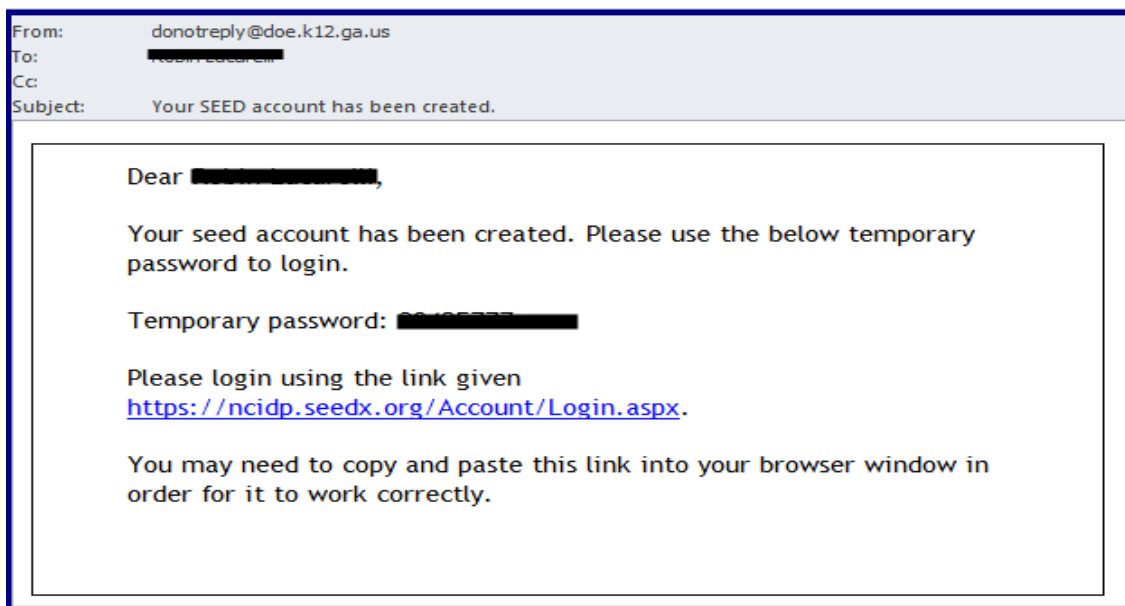 From: donotreply@doe.k12.ga.us
To:
Cc:
Subject: Your SEED account has been created.
Dear ,
Your seed account has been created. Please use the below temporary
password to login.
Temporary password:
Please login using the link given
https://ncidp.seedx.org/Account/Login.aspx.
You may need to copy and paste this link into your browser window in
order for it to work correctly.